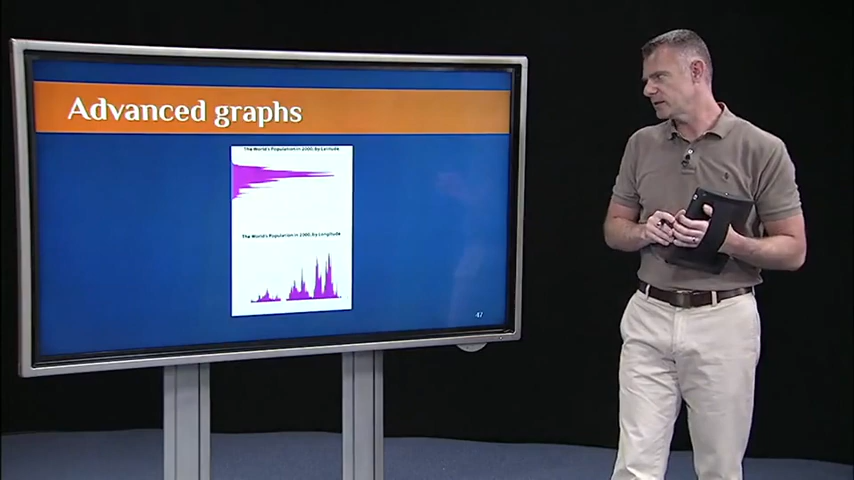 Advanced graphs
The World's Population in 2000, by Latitude
The World's Population in 2000, by Longitude
47